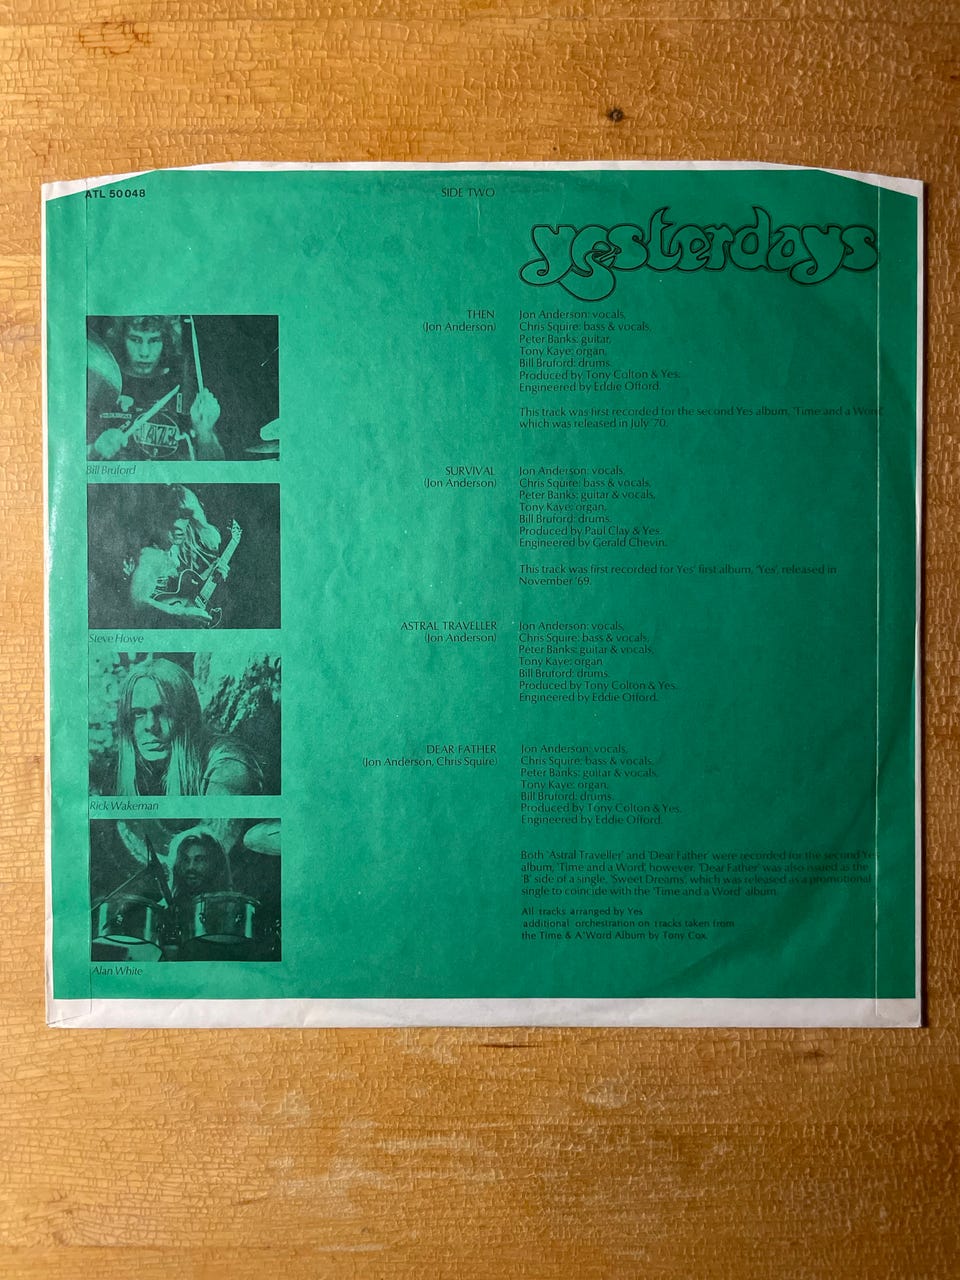 ATL 50 048
SIDE TWO
yesterdays
THEN
(Jon Anderson)
Jon Anderson: vocals,
Chris Squire: bass & vocals,
Peter Banks: guitar,
Tony Kaye: organ,
Bill Bruford: drums.
Produced by Tony Colton & Yes.
Engineered by Eddie Offord.
This track was first recorded for the second Yes album, 'Time and a Word'
which was released in July '70.
SURVIVAL
(Jon Anderson)
Jon Anderson: vocals,
Chris Squire: bass & vocals,
Peter Banks: guitar & vocals,
Tony Kaye: organ,
Bill Bruford: drums.
Produced by Paul Clay & Yes.
Engineered by Gerald Chevin.
This track was first recorded for Yes' first album, 'Yes', released in
November '69.
ASTRAL TRAVELLER
(Jon Anderson)
Jon Anderson: vocals,
Chris Squire: bass & vocals,
Peter Banks: guitar & vocals,
Tony Kaye: organ
Bill Bruford: drums.
Produced by Tony Colton & Yes.
Engineered by Eddie Offord.
DEAR FATHER
(Jon Anderson, Chris Squire)
Jon Anderson: vocals,
Chris Squire: bass & vocals,
Peter Banks: guitar & vocals,
Tony Kaye: organ,
Bill Bruford: drums.
Produced by Tony Colton & Yes.
Engineered by Eddie Offord.
Both 'Astral Traveller' and 'Dear Father' were recorded for the second Yes
album, 'Time and a Word', however, 'Dear Father' was also issued as the
'B' side of a single, 'Sweet Dreams', which was released as a promotional
single to coincide with the 'Time and a Word' album.
All tracks arranged by Yes
additional orchestration on tracks taken from
the Time & A Word Album by Tony Cox.
Bill Bruford
Steve Howe
Rick Wakeman
Alan White